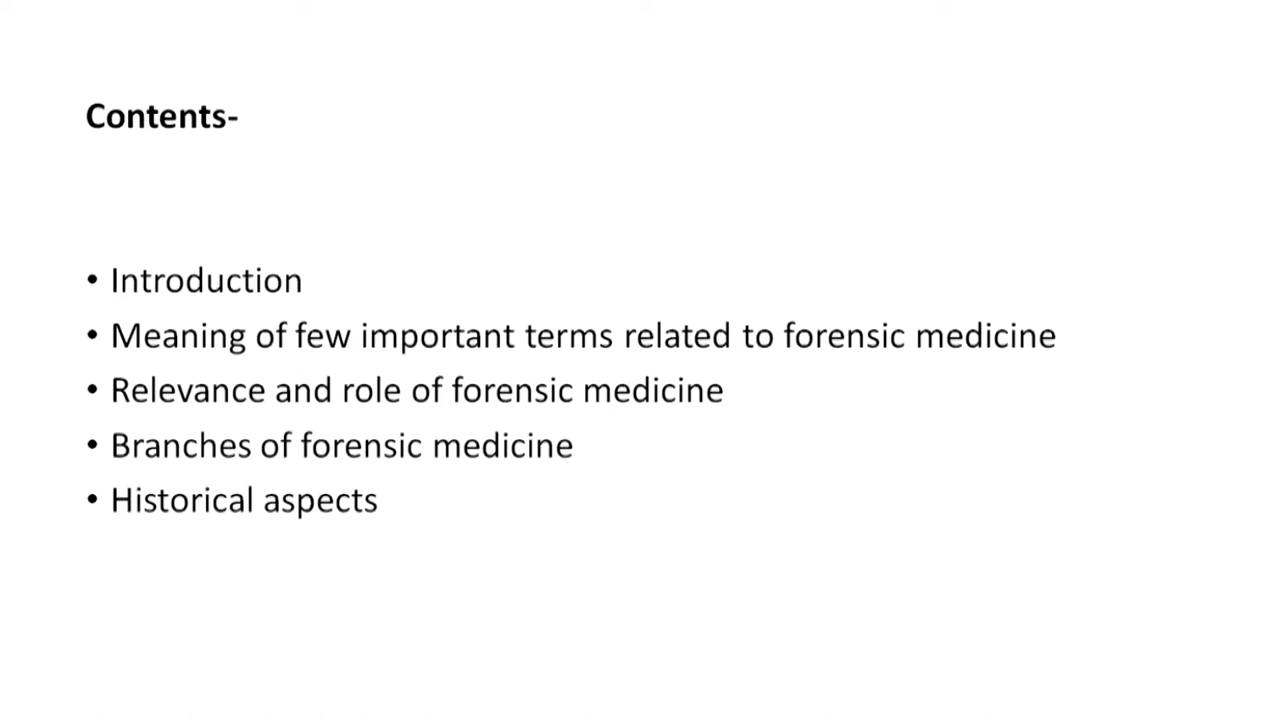 Contents-
• Introduction
• Meaning of few important terms related to forensic medicine
• Relevance and role of forensic medicine
• Branches of forensic medicine
• Historical aspects